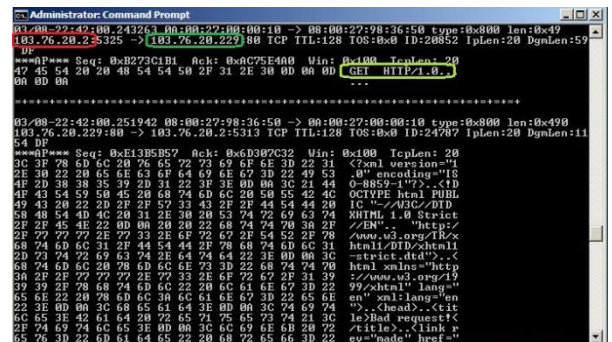 Administrator: Command Prompt
03/08-22:42:00.243263 0A:00:27:00:00:10 -> 08:00:27:98:36:50 type:0x800 len:0x49
103.76.20.2:5325 -> 103.76.20.229:80 TCP TTL:128 TOS:0x0 ID:20852 IpLen:20 DgmLen:59
DF
***AP*** Seq: 0xB273C1B1 Ack: 0xAC75E4A0 Win: 0x100 TcpLen: 20
47 45 54 20 20 48 54 54 50 2F 31 2E 30 0D 0A 0D GET HTTP/1.0...
0A 0D 0A ...
=+=+=+=+=+=+=+=+=+=+=+=+=+=+=+=+=+=+=+=+=+=+=+=+=+=+=+=+=+=+=+=+=+=+=+=+=+
03/08-22:42:00.251942 08:00:27:98:36:50 -> 0A:00:27:00:00:10 type:0x800 len:0x490
103.76.20.229:80 -> 103.76.20.2:5313 TCP TTL:128 TOS:0x0 ID:24787 IpLen:20 DgmLen:11
54 DF
***AP*** Seq: 0xE13B5B57 Ack: 0x6D307C32 Win: 0x100 TcpLen: 20
3C 3F 78 6D 6C 20 76 65 72 73 69 6F 6E 3D 22 31 <?xml version="1
2E 30 22 20 65 6E 63 6F 64 69 6E 67 3D 22 49 53 .0" encoding="IS
4F 2D 38 38 35 39 2D 31 22 3F 3E 0D 0A 3C 21 44 O-8859-1"?>..<!D
4F 43 54 59 50 45 20 68 74 6D 6C 20 50 55 42 4C OCTYPE html PUBL
49 43 20 22 2D 2F 2F 57 33 43 2F 2F 44 54 44 20 IC "-//W3C//DTD
58 48 54 4D 4C 20 31 2E 30 20 53 74 72 69 63 74 XHTML 1.0 Strict
2F 2F 45 4E 22 0D 0A 20 20 22 68 74 74 70 3A 2F //EN".. "http:/
2F 77 77 77 2E 77 33 2E 6F 72 67 2F 54 52 2F 78 /www.w3.org/TR/x
68 74 6D 6C 31 2F 44 54 44 2F 78 68 74 6D 6C 31 html1/DTD/xhtml1
2D 73 74 72 69 63 74 2E 64 74 64 22 3E 0D 0A 3C -strict.dtd">..<
68 74 6D 6C 20 78 6D 6C 6E 73 3D 22 68 74 74 70 html xmlns="http
3A 2F 2F 77 77 77 2E 77 33 2E 6F 72 67 2F 31 39 ://www.w3.org/19
39 39 2F 78 68 74 6D 6C 22 20 6C 61 6E 67 3D 22 99/xhtml" lang="
65 6E 22 20 78 6D 6C 3A 6C 61 6E 67 3D 22 65 6E en" xml:lang="en
22 3E 0D 0A 3C 68 65 61 64 3E 0D 0A 3C 74 69 74 ">..<head>..<tit
6C 65 3E 42 61 64 20 72 65 71 75 65 73 74 21 3C le>Bad request!<
2F 74 69 74 6C 65 3E 0D 0A 3C 6C 69 6E 6B 20 72 /title>..<link r
65 76 3D 22 6D 61 64 65 22 20 68 72 65 66 3D 22 ev="made" href="